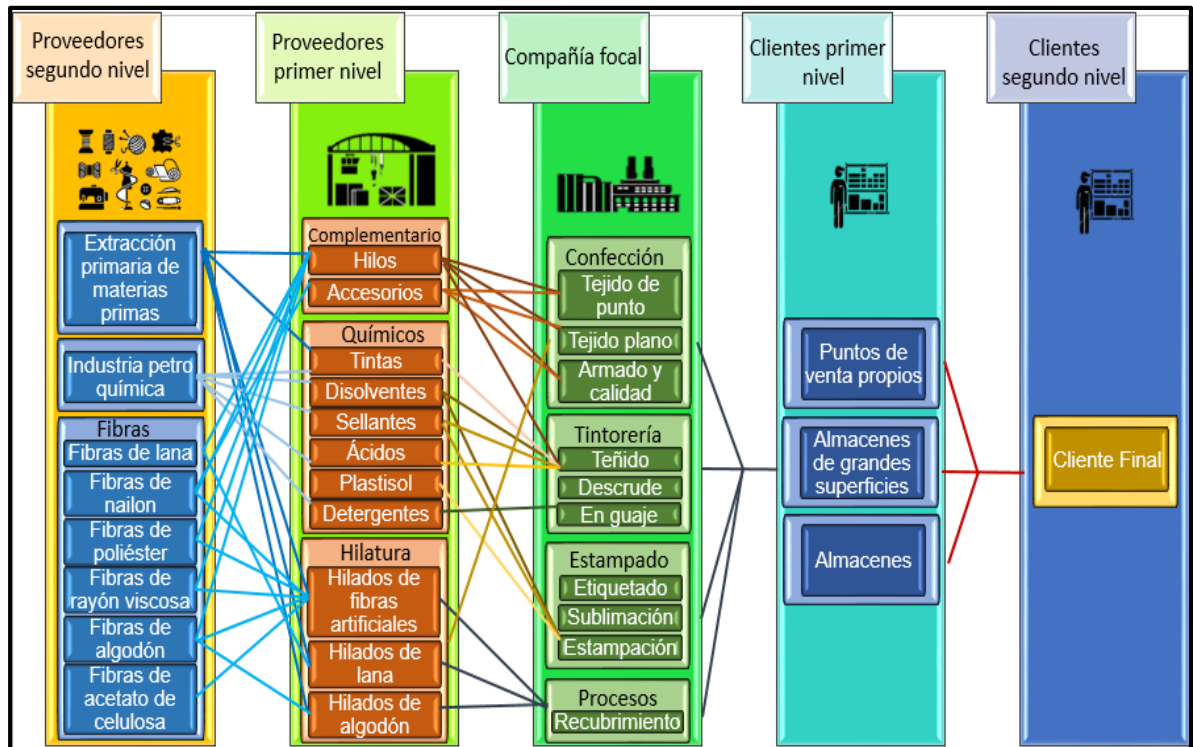 Proveedores
segundo nivel
Proveedores
primer nivel
Compañía focal
Clientes primer
nivel
Clientes
segundo nivel
Extracción
primaria de
materias
primas
Industria petro
química
Fibras
Fibras de lana
Fibras de
nailon
Fibras de
poliéster
Fibras de
rayón viscosa
Fibras de
algodón
Fibras de
acetato de
celulosa
Complementario
Hilos
Accesorios
Químicos
Tintas
Disolventes
Sellantes
Ácidos
Plastisol
Detergentes
Hilatura
Hilados de
fibras
artificiales
Hilados de
lana
Hilados de
algodón
Confección
Tejido de
punto
Tejido plano
Armado y
calidad
Tintorería
Teñido
Descrude
En guaje
Estampado
Etiquetado
Sublimación
Estampación
Procesos
Recubrimiento
Puntos de
venta propios
Almacenes
de grandes
superficies
Almacenes
Cliente Final